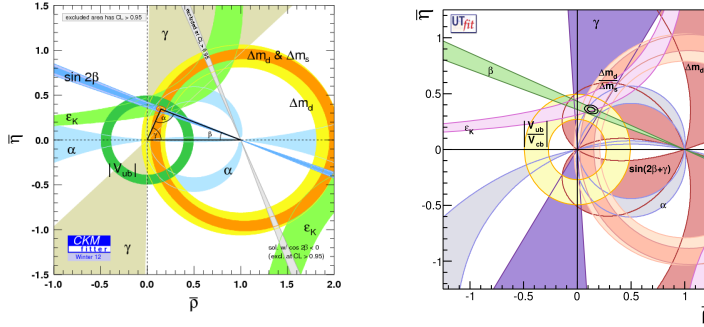 excluded area has CL > 0.95
excluded at CL > 0.95
γ
Δm_d & Δm_s
sin 2β
Δm_d
ε_K
α
γ
α
β
α
|V_ub|
ε_K
γ
CKM
fitter
Winter 12
sol. w/ cos 2β < 0
(excl. at CL > 0.95)
η̅
1.5
1.0
0.5
0.0
-0.5
-1.0
-1.5
-1.0
-0.5
0.0
0.5
1.0
1.5
2.0
ρ̅
η̅
UTfit
γ
β
Δm_d
Δm_s
Δm_d
ε_K
|V_ub
V_cb|
sin(2β+γ)
α
1
0.5
0
-0.5
-1
-1
-0.5
0
0.5
1